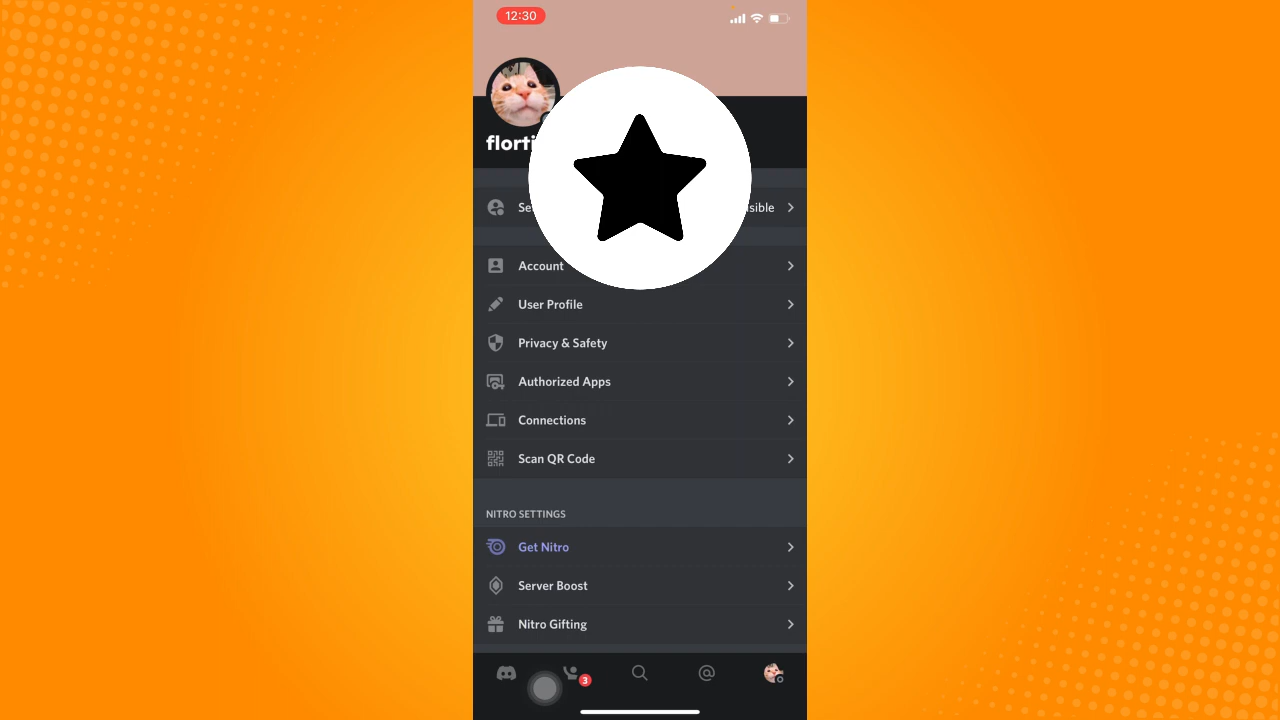 12:30
Account
User Profile
Privacy & Safety
Authorized Apps
Connections
Scan QR Code
NITRO SETTINGS
Get Nitro
Server Boost
Nitro Gifting
3
@